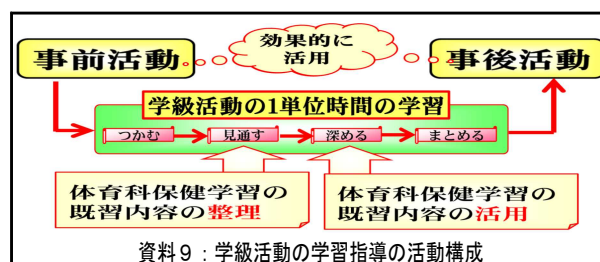 効果的に
活用
事前活動
事後活動
学級活動の1単位時間の学習
つかむ
見通す
深める
まとめる
体育科保健学習の
既習内容の整理
体育科保健学習の
既習内容の活用
資料9：学級活動の学習指導の活動構成